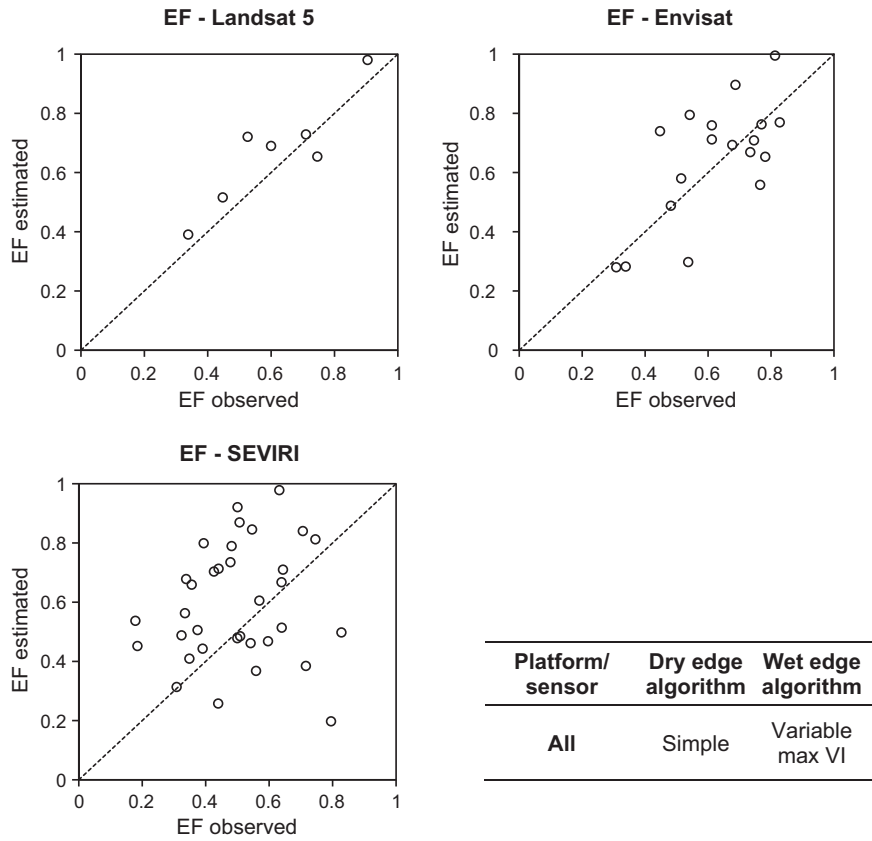 EF - Landsat 5
1
0.8
0.6
0.4
0.2
0
0 0.2 0.4 0.6 0.8 1
EF estimated
EF observed
EF - Envisat
1
0.8
0.6
0.4
0.2
0
0 0.2 0.4 0.6 0.8 1
EF estimated
EF observed
EF - SEVIRI
1
0.8
0.6
0.4
0.2
0
0 0.2 0.4 0.6 0.8 1
EF estimated
EF observed
Platform/ Dry edge Wet edge
sensor algorithm algorithm
All Simple Variable
max VI